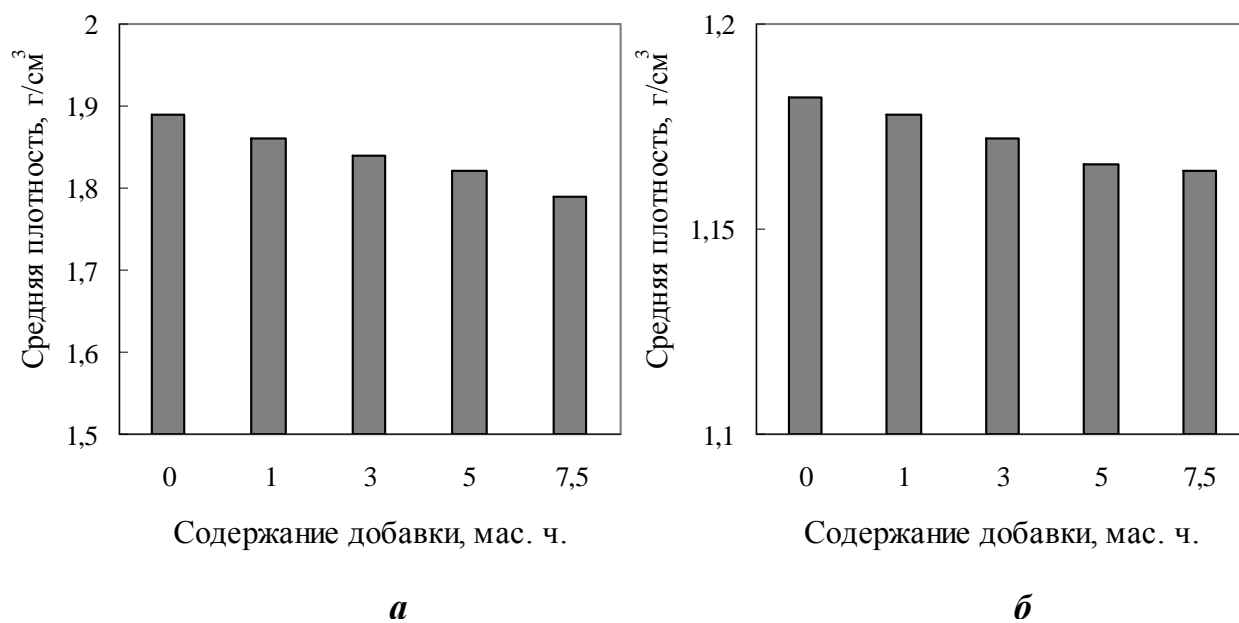 Средняя плотность, г/см³
2
1,9
1,8
1,7
1,6
1,5
0 1 3 5 7,5
Содержание добавки, мас. ч.
а
Средняя плотность, г/см³
1,2
1,15
1,1
0 1 3 5 7,5
Содержание добавки, мас. ч.
б